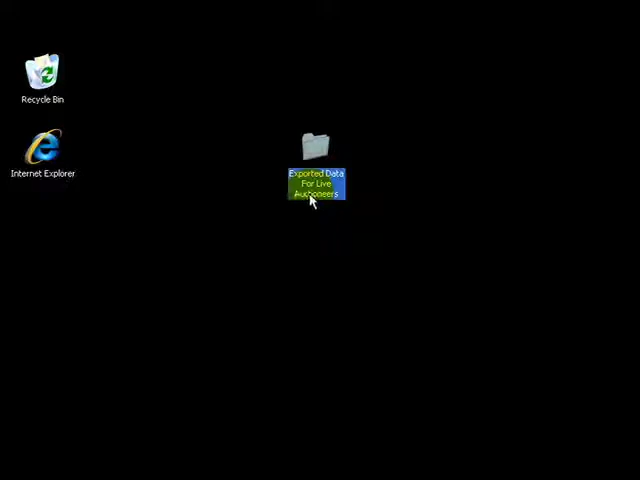 Recycle Bin
Internet Explorer
Exported Data
For Live
Auctioneers